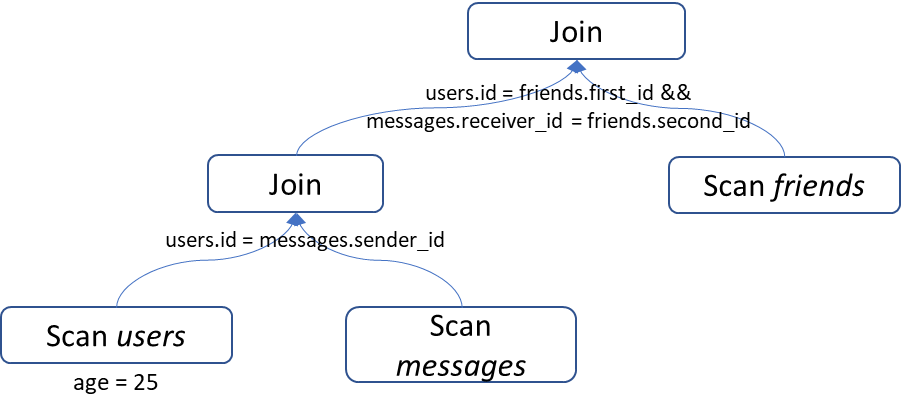 Join
users.id = friends.first_id &&
messages.receiver_id = friends.second_id
Join
Scan friends
users.id = messages.sender_id
Scan users
Scan
messages
age = 25